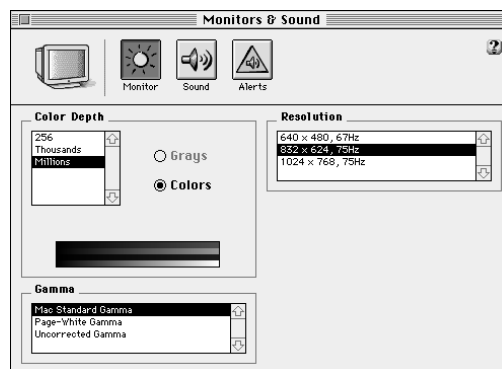 Monitors & Sound
?
Monitor
Sound
Alerts
Color Depth
256
Thousands
Millions
Grays
Colors
Resolution
640 x 480, 67Hz
832 x 624, 75Hz
1024 x 768, 75Hz
Gamma
Mac Standard Gamma
Page-White Gamma
Uncorrected Gamma